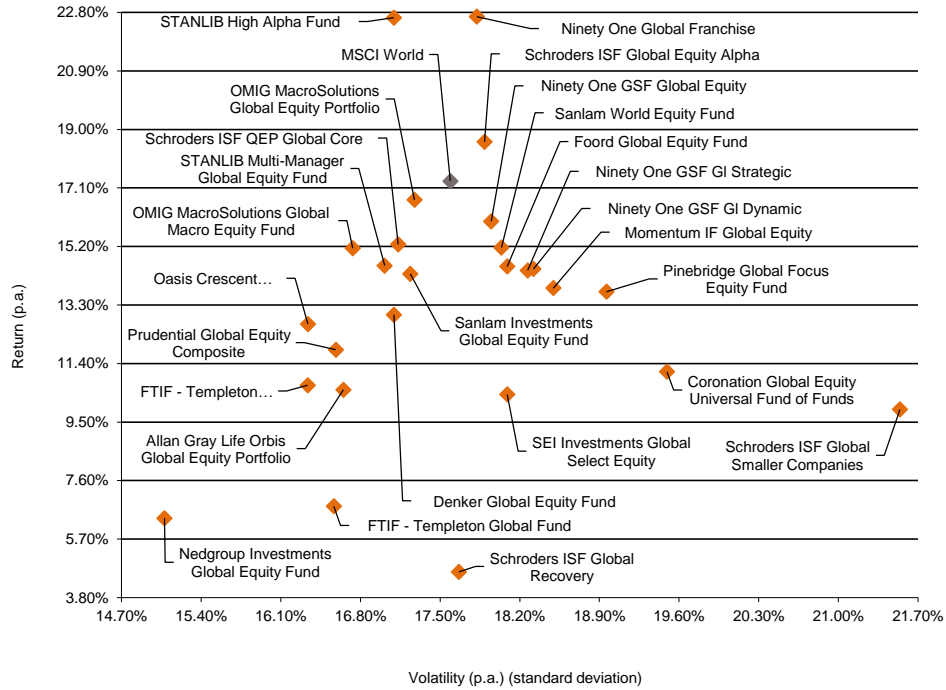 22.80%
20.90%
19.00%
17.10%
15.20%
13.30%
11.40%
9.50%
7.60%
5.70%
3.80%
Return (p.a.)
STANLIB High Alpha Fund
Ninety One Global Franchise
MSCI World
Schroders ISF Global Equity Alpha
OMIG MacroSolutions
Global Equity Portfolio
Ninety One GSF Global Equity
Sanlam World Equity Fund
Schroders ISF QEP Global Core
Foord Global Equity Fund
STANLIB Multi-Manager
Global Equity Fund
Ninety One GSF Gl Strategic
OMIG MacroSolutions Global
Macro Equity Fund
Ninety One GSF Gl Dynamic
Momentum IF Global Equity
Oasis Crescent…
Pinebridge Global Focus
Equity Fund
Prudential Global Equity
Composite
Sanlam Investments
Global Equity Fund
FTIF - Templeton…
Coronation Global Equity
Universal Fund of Funds
Allan Gray Life Orbis
Global Equity Portfolio
SEI Investments Global
Select Equity
Schroders ISF Global
Smaller Companies
Denker Global Equity Fund
FTIF - Templeton Global Fund
Nedgroup Investments
Global Equity Fund
Schroders ISF Global
Recovery
14.70%
15.40%
16.10%
16.80%
17.50%
18.20%
18.90%
19.60%
20.30%
21.00%
21.70%
Volatility (p.a.) (standard deviation)